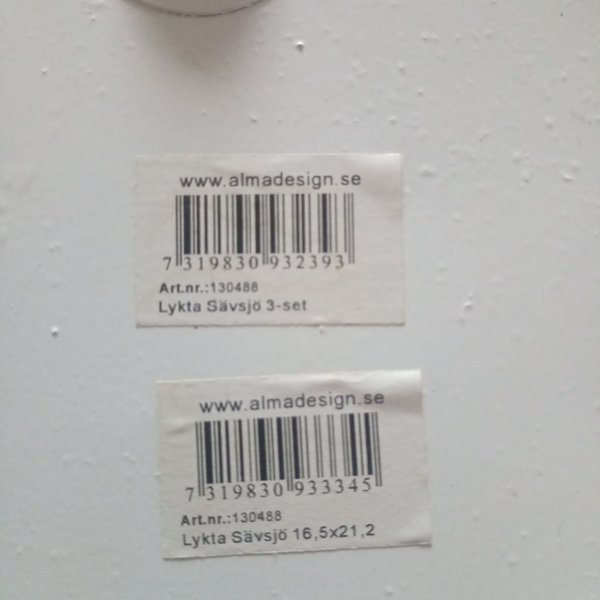 www.almadesign.se
7 319830 932393
Art.nr.:130488
Lykta Sävsjö 3-set
www.almadesign.se
7 319830 933345
Art.nr.:130488
Lykta Sävsjö 16,5x21,2